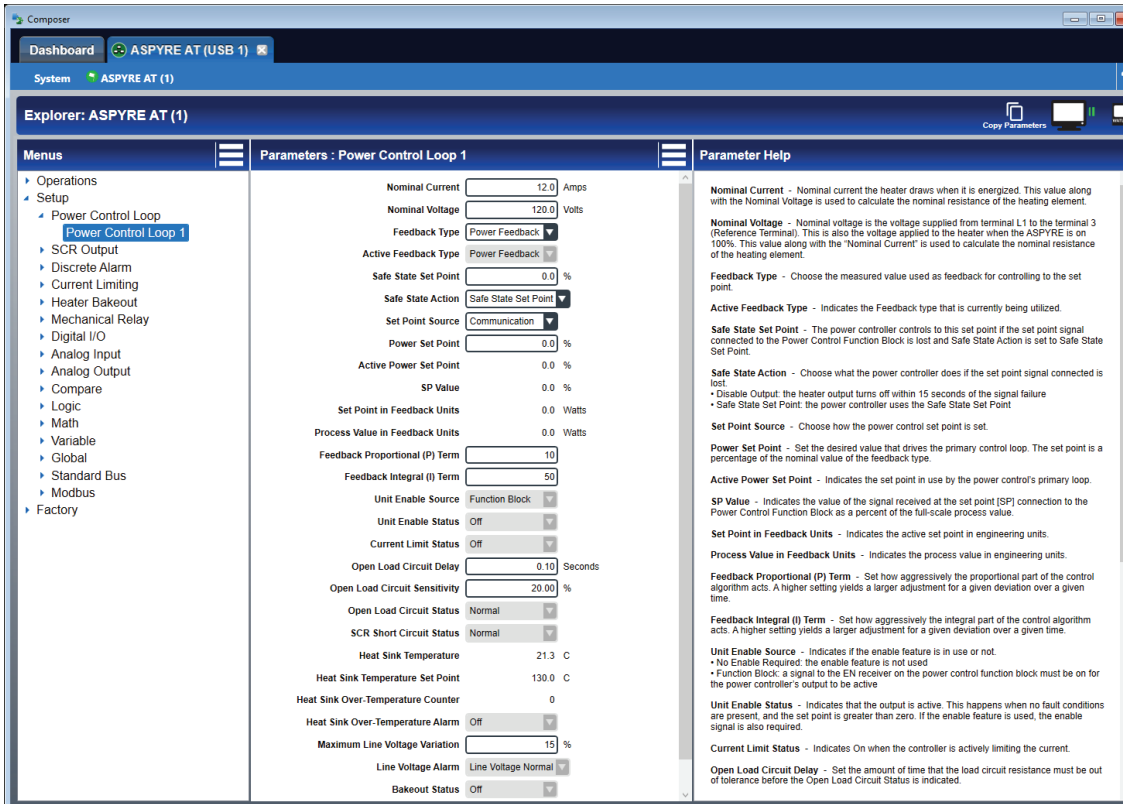 Composer
Dashboard
ASPYRE AT (USB 1)
System ASPYRE AT (1)
Explorer: ASPYRE AT (1)
Copy Parameters
Menus
Operations
Setup
Power Control Loop
Power Control Loop 1
SCR Output
Discrete Alarm
Current Limiting
Heater Bakeout
Mechanical Relay
Digital I/O
Analog Input
Analog Output
Compare
Logic
Math
Variable
Global
Standard Bus
Modbus
Factory
Parameters : Power Control Loop 1
Nominal Current 12.0 Amps
Nominal Voltage 120.0 Volts
Feedback Type Power Feedback
Active Feedback Type Power Feedback
Safe State Set Point 0.0 %
Safe State Action Safe State Set Point
Set Point Source Communication
Power Set Point 0.0 %
Active Power Set Point 0.0 %
SP Value 0.0 %
Set Point in Feedback Units 0.0 Watts
Process Value in Feedback Units 0.0 Watts
Feedback Proportional (P) Term 10
Feedback Integral (I) Term 50
Unit Enable Source Function Block
Unit Enable Status Off
Current Limit Status Off
Open Load Circuit Delay 0.10 Seconds
Open Load Circuit Sensitivity 20.00 %
Open Load Circuit Status Normal
SCR Short Circuit Status Normal
Heat Sink Temperature 21.3 C
Heat Sink Temperature Set Point 130.0 C
Heat Sink Over-Temperature Counter 0
Heat Sink Over-Temperature Alarm Off
Maximum Line Voltage Variation 15 %
Line Voltage Alarm Line Voltage Normal
Bakeout Status Off
Parameter Help
Nominal Current - Nominal current the heater draws when it is energized. This value along
with the Nominal Voltage is used to calculate the nominal resistance of the heating element.
Nominal Voltage - Nominal voltage is the voltage supplied from terminal L1 to the terminal 3
(Reference Terminal). This is also the voltage applied to the heater when the ASPYRE is on
100%. This value along with the “Nominal Current” is used to calculate the nominal resistance
of the heating element.
Feedback Type - Choose the measured value used as feedback for controlling to the set
point.
Active Feedback Type - Indicates the Feedback type that is currently being utilized.
Safe State Set Point - The power controller controls to this set point if the set point signal
connected to the Power Control Function Block is lost and Safe State Action is set to Safe State
Set Point.
Safe State Action - Choose what the power controller does if the set point signal connected is
lost.
• Disable Output: the heater output turns off within 15 seconds of the signal failure
• Safe State Set Point: the power controller uses the Safe State Set Point
Set Point Source - Choose how the power control set point is set.
Power Set Point - Set the desired value that drives the primary control loop. The set point is a
percentage of the nominal value of the feedback type.
Active Power Set Point - Indicates the set point in use by the power control's primary loop.
SP Value - Indicates the value of the signal received at the set point [SP] connection to the
Power Control Function Block as a percent of the full-scale process value.
Set Point in Feedback Units - Indicates the active set point in engineering units.
Process Value in Feedback Units - Indicates the process value in engineering units.
Feedback Proportional (P) Term - Set how aggressively the proportional part of the control
algorithm acts. A higher setting yields a larger adjustment for a given deviation over a given
time.
Feedback Integral (I) Term - Set how aggressively the integral part of the control algorithm
acts. A higher setting yields a larger adjustment for a given deviation over a given time.
Unit Enable Source - Indicates if the enable feature is in use or not.
• No Enable Required: the enable feature is not used
• Function Block: a signal to the EN receiver on the power control function block must be on for
the power controller's output to be active
Unit Enable Status - Indicates that the output is active. This happens when no fault conditions
are present, and the set point is greater than zero. If the enable feature is used, the enable
signal is also required.
Current Limit Status - Indicates On when the controller is actively limiting the current.
Open Load Circuit Delay - Set the amount of time that the load circuit resistance must be out
of tolerance before the Open Load Circuit Status is indicated.